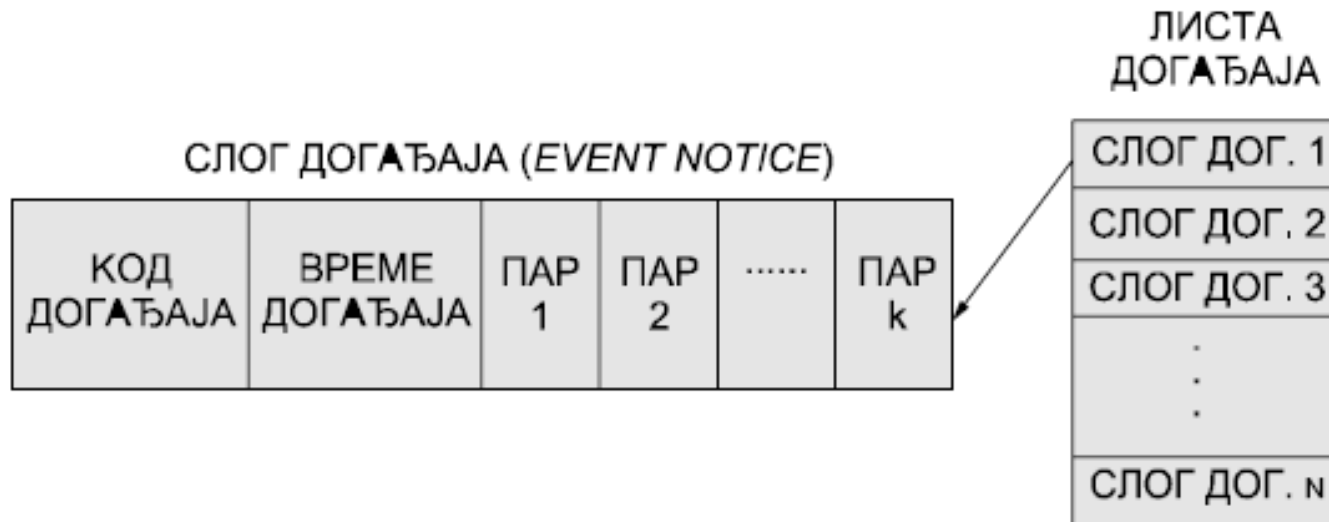 ЛИСТА
ДОГАЂАЈА
СЛОГ ДОГАЂАЈА (EVENT NOTICE)
КОД
ДОГАЂАЈА
ВРЕМЕ
ДОГАЂАЈА
ПАР
1
ПАР
2
......
ПАР
k
СЛОГ ДОГ. 1
СЛОГ ДОГ. 2
СЛОГ ДОГ. 3
.
.
.
СЛОГ ДОГ. N